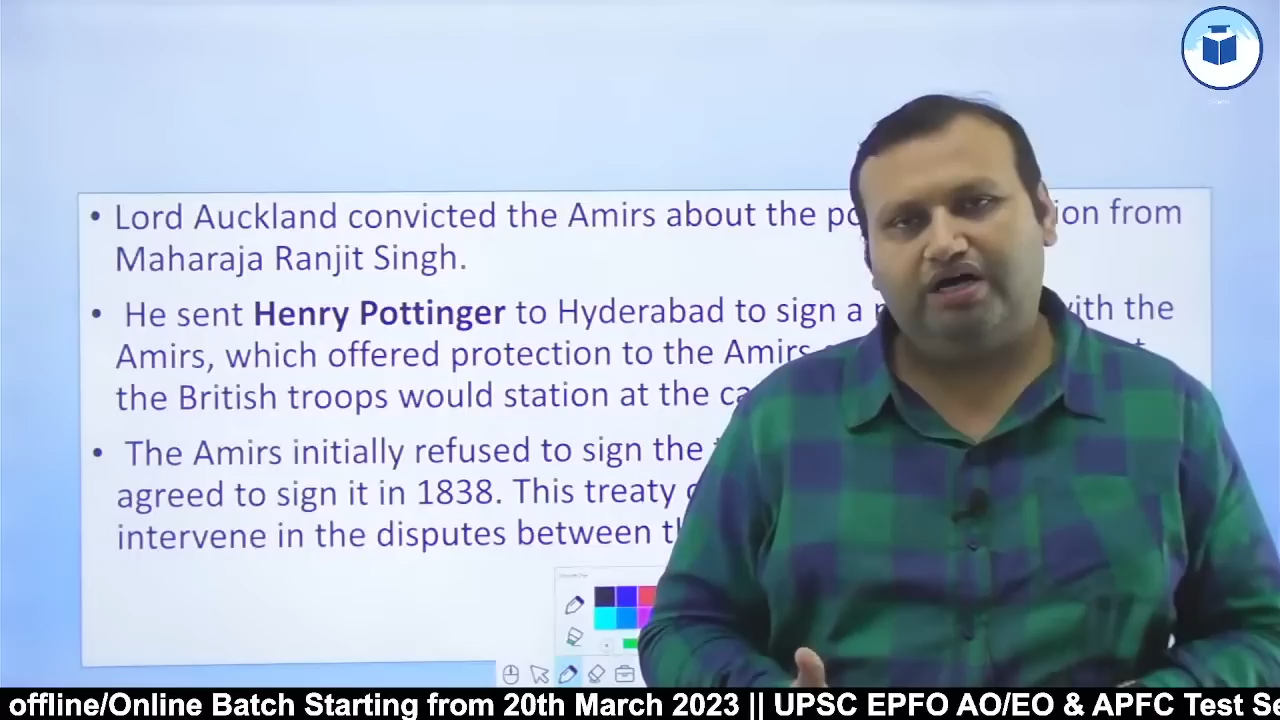 • Lord Auckland convicted the Amirs about the po ion from
Maharaja Ranjit Singh.
• He sent Henry Pottinger to Hyderabad to sign a with the
Amirs, which offered protection to the Amirs
the British troops would station at the ca
• The Amirs initially refused to sign the
agreed to sign it in 1838. This treaty
intervene in the disputes between th
offline/Online Batch Starting from 20th March 2023 || UPSC EPFO AO/EO & APFC Test Se